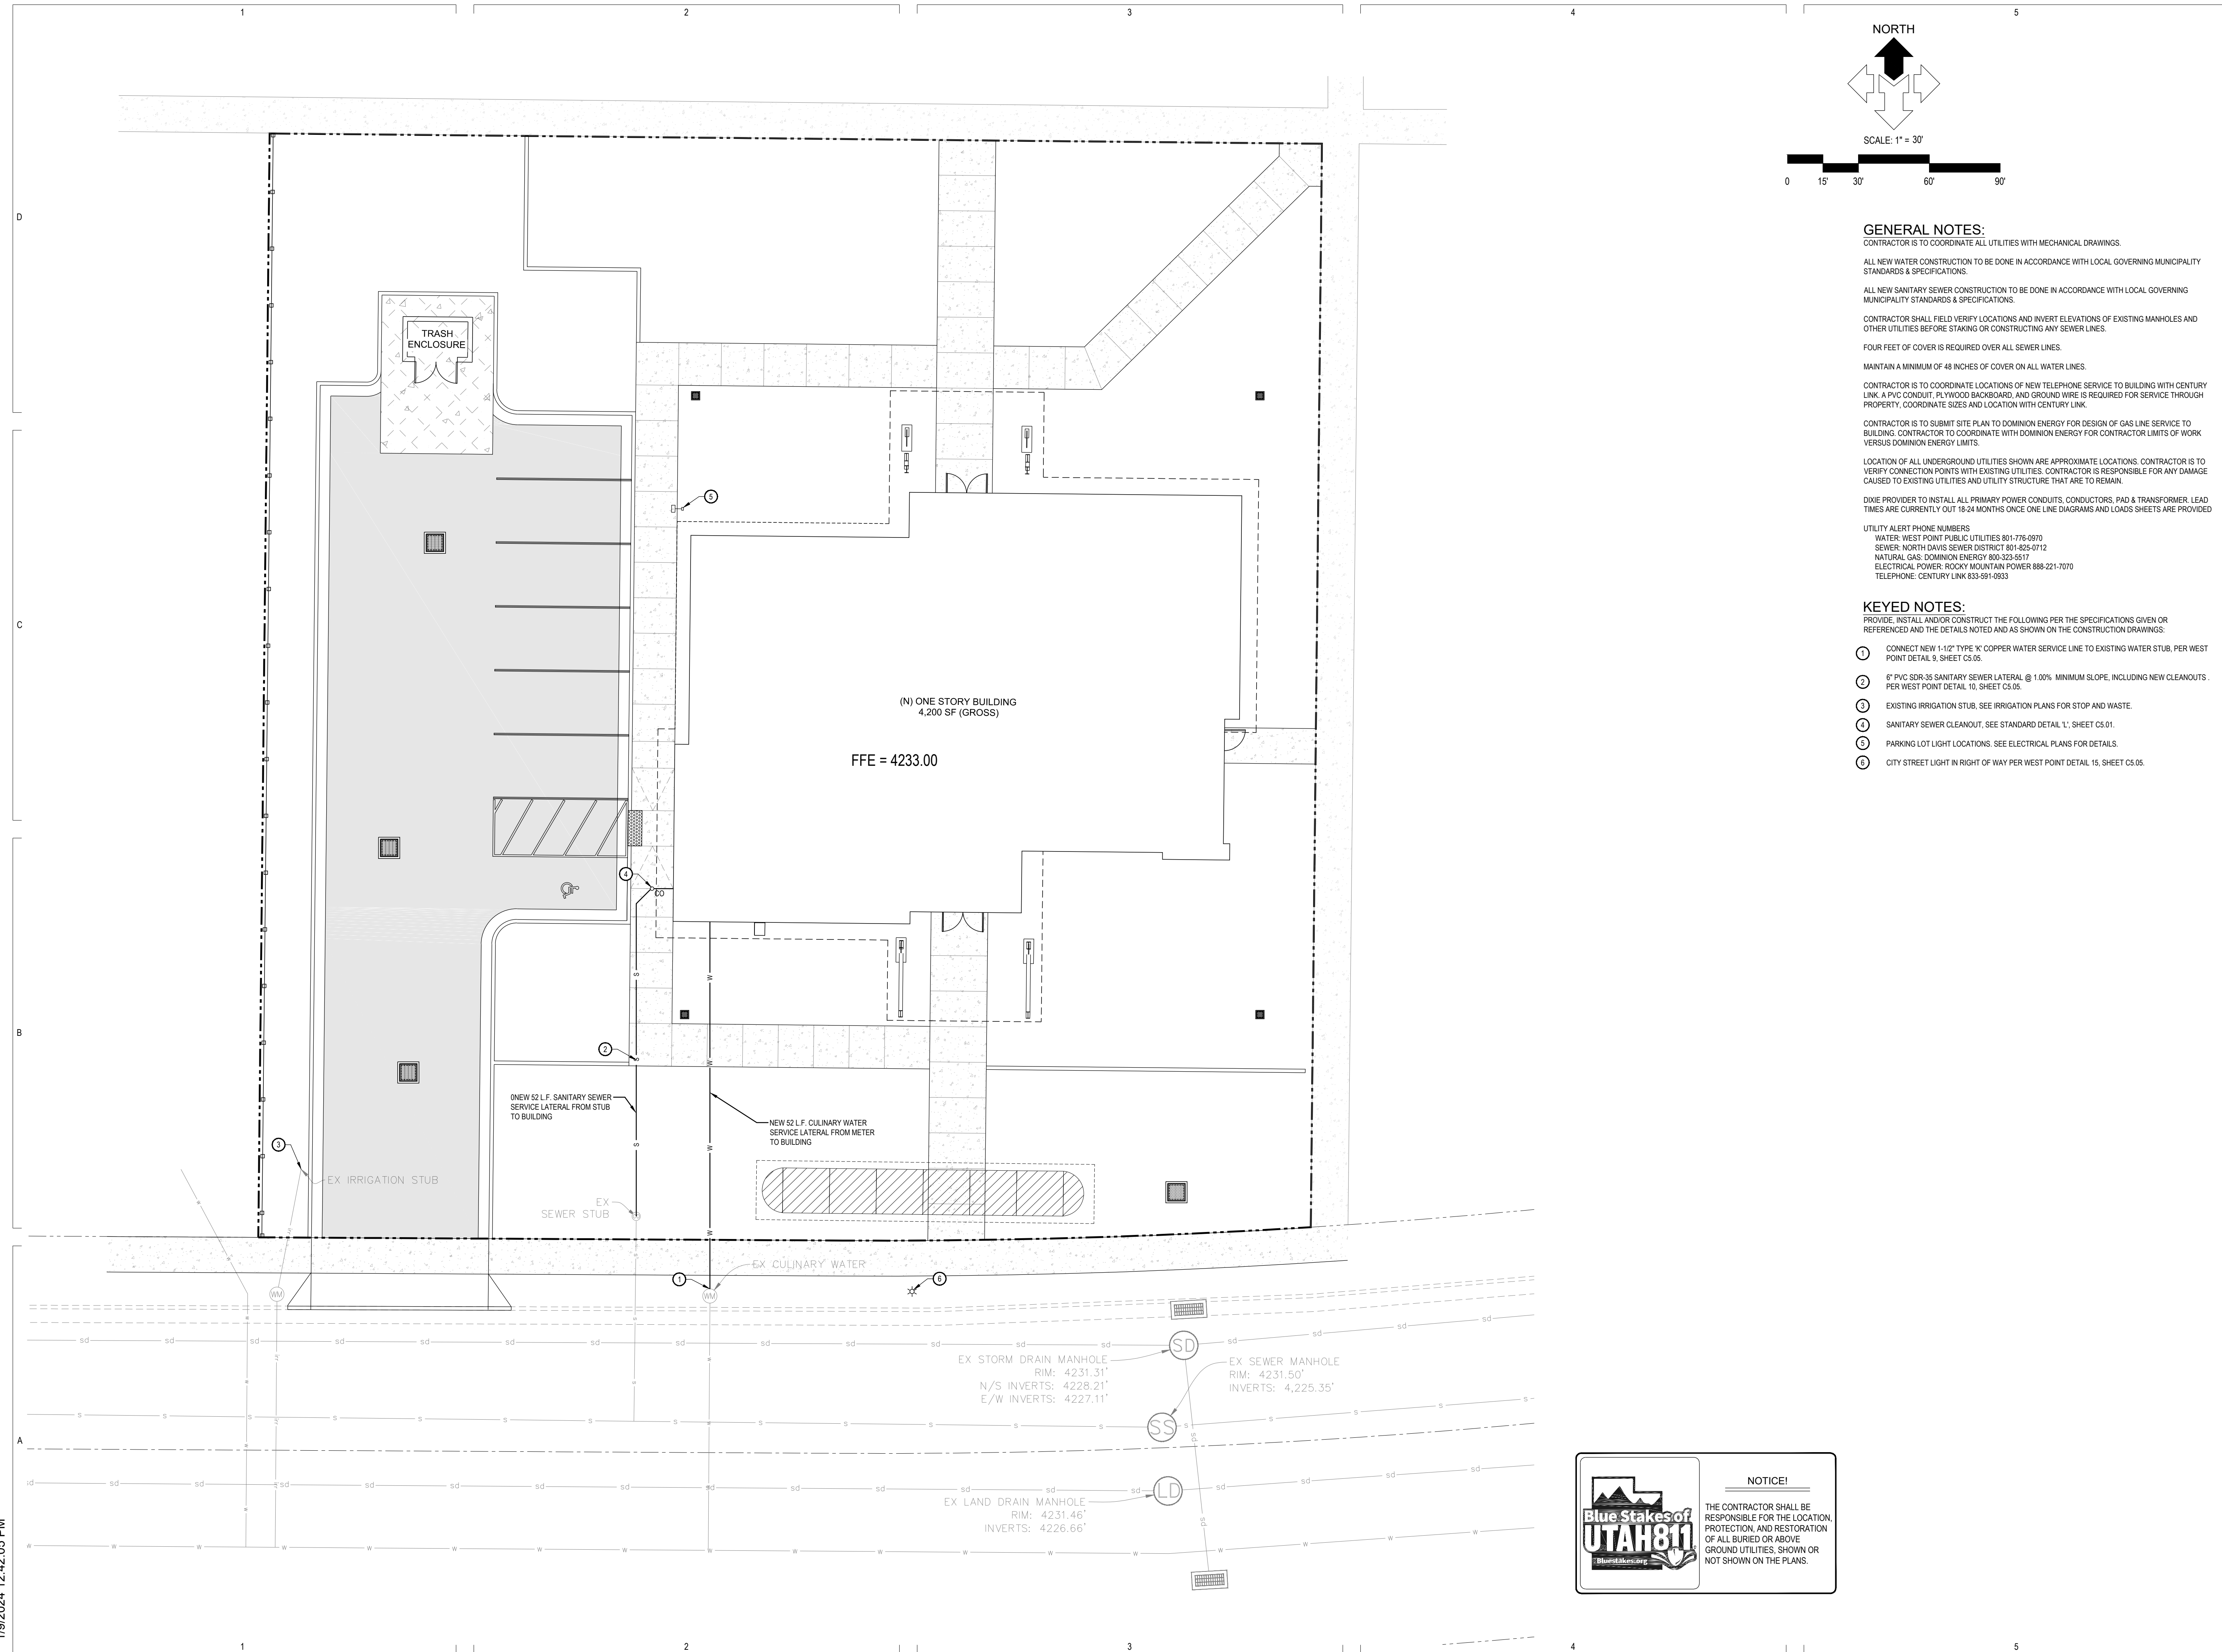 1
2
3
4
5
NORTH
SCALE: 1" = 30'
0 15' 30' 60' 90'
D
C
B
A
GENERAL NOTES:
CONTRACTOR IS TO COORDINATE ALL UTILITIES WITH MECHANICAL DRAWINGS.
ALL NEW WATER CONSTRUCTION TO BE DONE IN ACCORDANCE WITH LOCAL GOVERNING MUNICIPALITY
STANDARDS & SPECIFICATIONS.
ALL NEW SANITARY SEWER CONSTRUCTION TO BE DONE IN ACCORDANCE WITH LOCAL GOVERNING
MUNICIPALITY STANDARDS & SPECIFICATIONS.
CONTRACTOR SHALL FIELD VERIFY LOCATIONS AND INVERT ELEVATIONS OF EXISTING MANHOLES AND
OTHER UTILITIES BEFORE STAKING OR CONSTRUCTING ANY SEWER LINES.
FOUR FEET OF COVER IS REQUIRED OVER ALL SEWER LINES.
MAINTAIN A MINIMUM OF 48 INCHES OF COVER ON ALL WATER LINES.
CONTRACTOR IS TO COORDINATE LOCATIONS OF NEW TELEPHONE SERVICE TO BUILDING WITH CENTURY
LINK. A PVC CONDUIT, PLYWOOD BACKBOARD, AND GROUND WIRE IS REQUIRED FOR SERVICE THROUGH
PROPERTY, COORDINATE SIZES AND LOCATION WITH CENTURY LINK.
CONTRACTOR IS TO SUBMIT SITE PLAN TO DOMINION ENERGY FOR DESIGN OF GAS LINE SERVICE TO
BUILDING. CONTRACTOR TO COORDINATE WITH DOMINION ENERGY FOR CONTRACTOR LIMITS OF WORK
VERSUS DOMINION ENERGY LIMITS.
LOCATION OF ALL UNDERGROUND UTILITIES SHOWN ARE APPROXIMATE LOCATIONS. CONTRACTOR IS TO
VERIFY CONNECTION POINTS WITH EXISTING UTILITIES. CONTRACTOR IS RESPONSIBLE FOR ANY DAMAGE
CAUSED TO EXISTING UTILITIES AND UTILITY STRUCTURE THAT ARE TO REMAIN.
DIXIE PROVIDER TO INSTALL ALL PRIMARY POWER CONDUITS, CONDUCTORS, PAD & TRANSFORMER. LEAD
TIMES ARE CURRENTLY OUT 18-24 MONTHS ONCE ONE LINE DIAGRAMS AND LOADS SHEETS ARE PROVIDED
UTILITY ALERT PHONE NUMBERS
WATER: WEST POINT PUBLIC UTILITIES 801-776-0970
SEWER: NORTH DAVIS SEWER DISTRICT 801-825-0712
NATURAL GAS: DOMINION ENERGY 800-323-5517
ELECTRICAL POWER: ROCKY MOUNTAIN POWER 888-221-7070
TELEPHONE: CENTURY LINK 833-591-0933
KEYED NOTES:
PROVIDE, INSTALL AND/OR CONSTRUCT THE FOLLOWING PER THE SPECIFICATIONS GIVEN OR
REFERENCED AND THE DETAILS NOTED AND AS SHOWN ON THE CONSTRUCTION DRAWINGS:
1 CONNECT NEW 1-1/2" TYPE 'K' COPPER WATER SERVICE LINE TO EXISTING WATER STUB, PER WEST
POINT DETAIL 9, SHEET C5.05.
2 6" PVC SDR-35 SANITARY SEWER LATERAL @ 1.00% MINIMUM SLOPE, INCLUDING NEW CLEANOUTS .
PER WEST POINT DETAIL 10, SHEET C5.05.
3 EXISTING IRRIGATION STUB, SEE IRRIGATION PLANS FOR STOP AND WASTE.
4 SANITARY SEWER CLEANOUT, SEE STANDARD DETAIL 'L', SHEET C5.01.
5 PARKING LOT LIGHT LOCATIONS. SEE ELECTRICAL PLANS FOR DETAILS.
6 CITY STREET LIGHT IN RIGHT OF WAY PER WEST POINT DETAIL 15, SHEET C5.05.
TRASH
ENCLOSURE
5
(N) ONE STORY BUILDING
4,200 SF (GROSS)
FFE = 4233.00
4
CO
2
0NEW 52 L.F. SANITARY SEWER
SERVICE LATERAL FROM STUB
TO BUILDING
NEW 52 L.F. CULINARY WATER
SERVICE LATERAL FROM METER
TO BUILDING
3
EX IRRIGATION STUB
EX
SEWER STUB
EX CULINARY WATER
1
6
WM
WM
SD
EX STORM DRAIN MANHOLE
RIM: 4231.31'
N/S INVERTS: 4228.21'
E/W INVERTS: 4227.11'
EX SEWER MANHOLE
RIM: 4231.50'
INVERTS: 4,225.35'
SS
EX LAND DRAIN MANHOLE
RIM: 4231.46'
INVERTS: 4226.66'
LD
Blue Stakes of
UTAH811
Bluestakes.org
NOTICE!
THE CONTRACTOR SHALL BE
RESPONSIBLE FOR THE LOCATION,
PROTECTION, AND RESTORATION
OF ALL BURIED OR ABOVE
GROUND UTILITIES, SHOWN OR
NOT SHOWN ON THE PLANS.
1
2
3
4
5